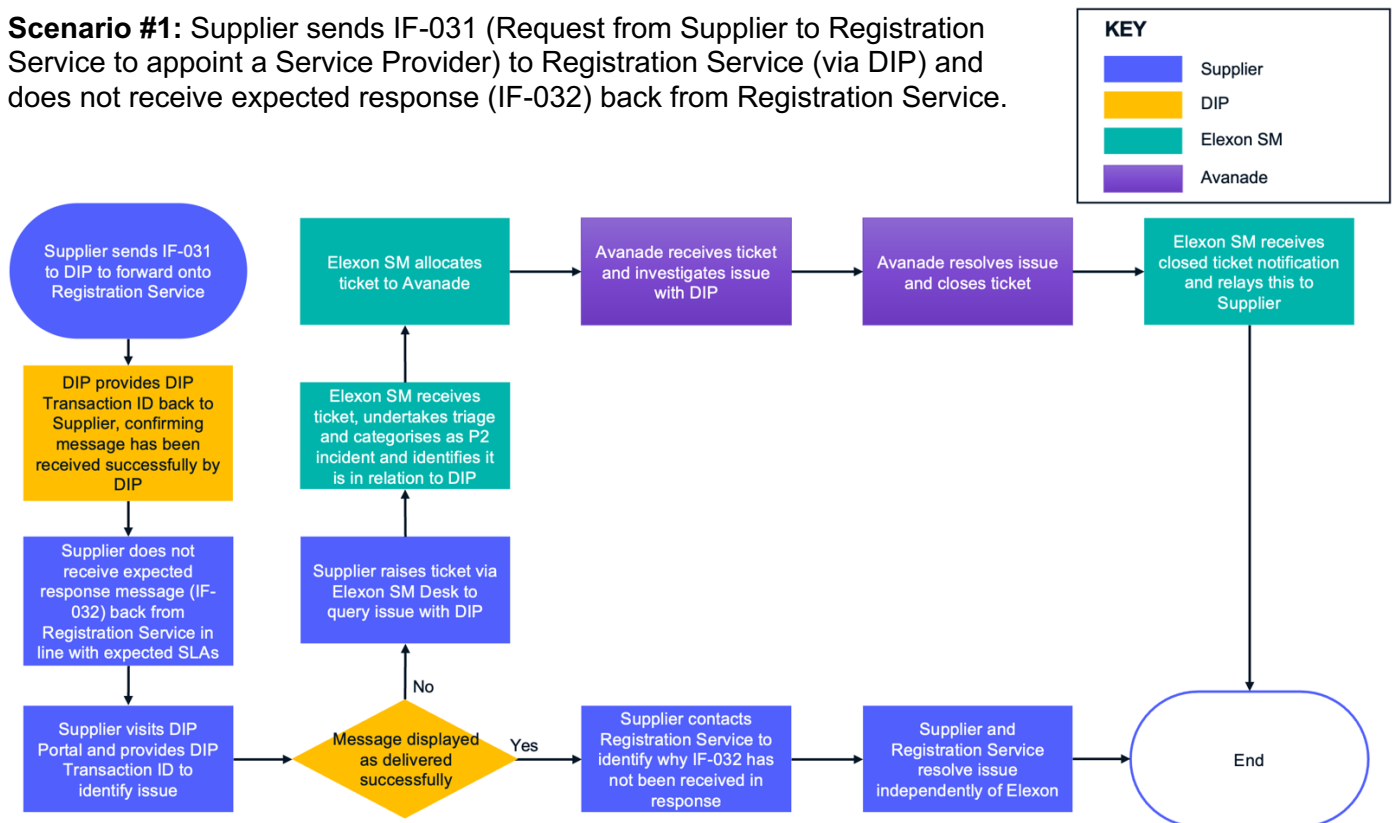 Scenario #1: Supplier sends IF-031 (Request from Supplier to Registration
Service to appoint a Service Provider) to Registration Service (via DIP) and
does not receive expected response (IF-032) back from Registration Service.
KEY
Supplier
DIP
Elexon SM
Avanade
Supplier sends IF-031
to DIP to forward onto
Registration Service
DIP provides DIP
Transaction ID back to
Supplier, confirming
message has been
received successfully by
DIP
Supplier does not
receive expected
response message (IF-
032) back from
Registration Service in
line with expected SLAs
Supplier visits DIP
Portal and provides DIP
Transaction ID to
identify issue
Message displayed
as delivered
successfully
No
Supplier raises ticket via
Elexon SM Desk to
query issue with DIP
Elexon SM receives
ticket, undertakes triage
and categorises as P2
incident and identifies it
is in relation to DIP
Elexon SM allocates
ticket to Avanade
Avanade receives ticket
and investigates issue
with DIP
Avanade resolves issue
and closes ticket
Elexon SM receives
closed ticket notification
and relays this to
Supplier
Yes
Supplier contacts
Registration Service to
identify why IF-032 has
not been received in
response
Supplier and
Registration Service
resolve issue
independently of Elexon
End